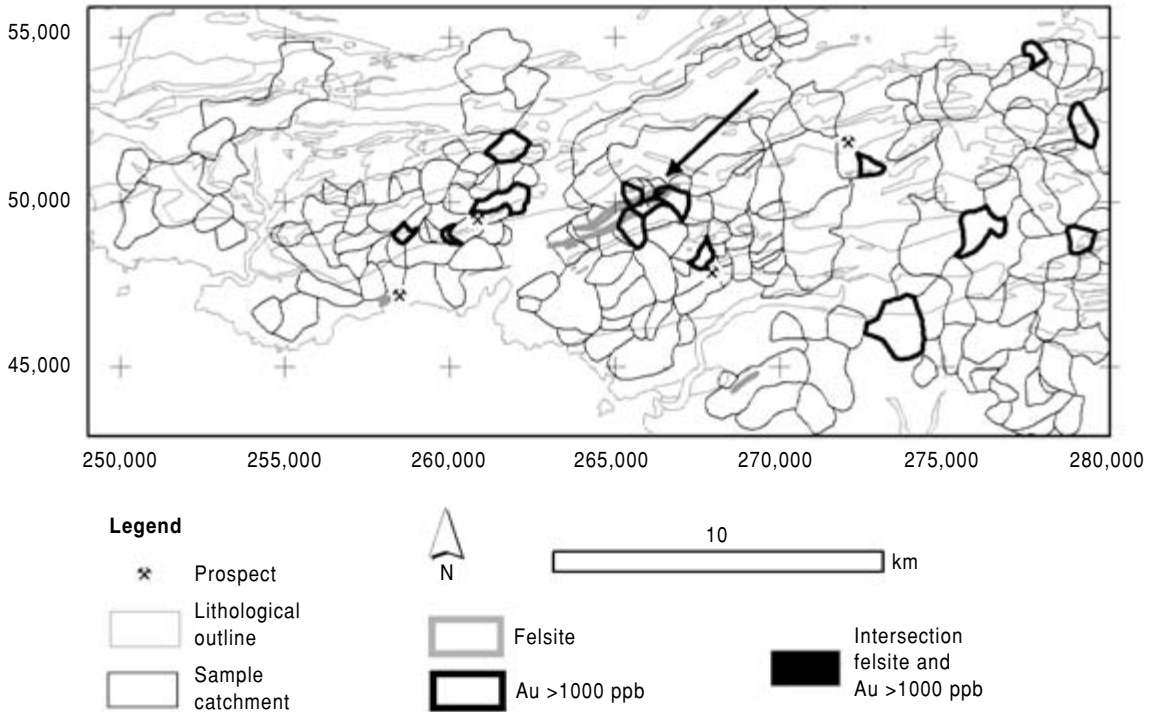 55,000
50,000
45,000
250,000
255,000
260,000
265,000
270,000
275,000
280,000
Legend
Prospect
Lithological
outline
Sample
catchment
N
10
km
Felsite
Au >1000 ppb
Intersection
felsite and
Au >1000 ppb